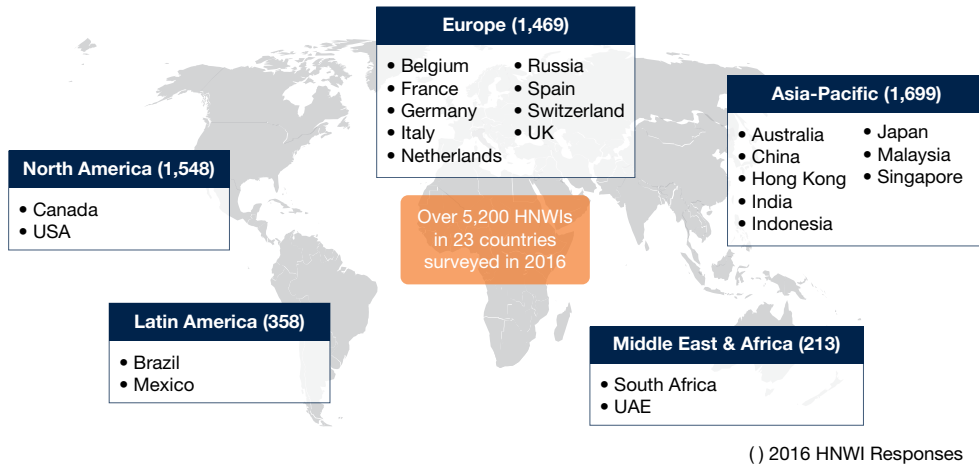 Europe (1,469)
• Belgium
• France
• Germany
• Italy
• Netherlands
• Russia
• Spain
• Switzerland
• UK
Asia-Pacific (1,699)
• Australia
• China
• Hong Kong
• India
• Indonesia
• Japan
• Malaysia
• Singapore
North America (1,548)
• Canada
• USA
Over 5,200 HNWIs
in 23 countries
surveyed in 2016
Latin America (358)
• Brazil
• Mexico
Middle East & Africa (213)
• South Africa
• UAE
( ) 2016 HNWI Responses